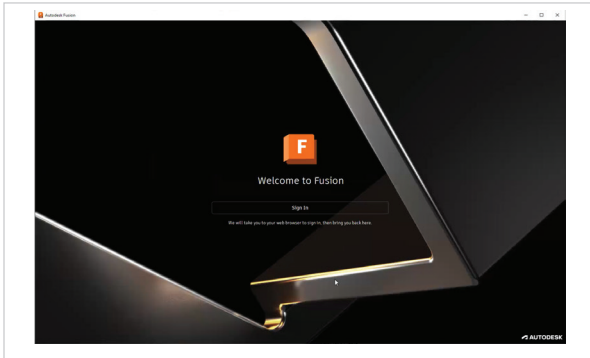 Autodesk Fusion
F
Welcome to Fusion
Sign In
We will take you to your web browser to sign in, then bring you back here.
AUTODESK